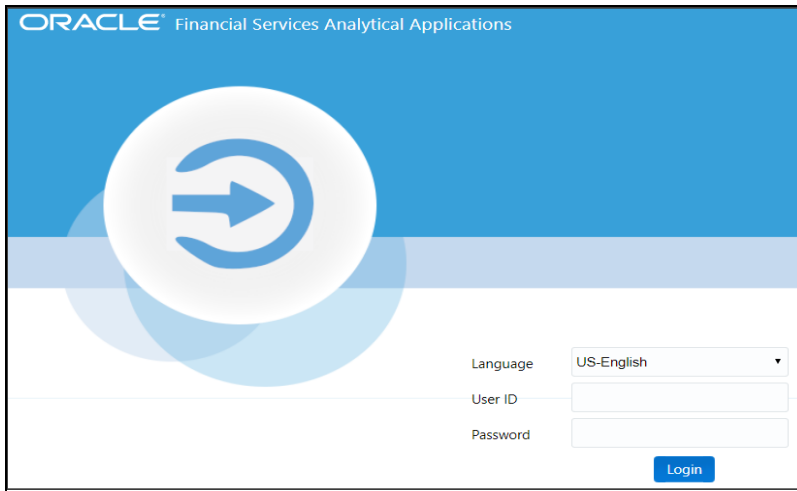 ORACLE® Financial Services Analytical Applications
Language US-English
User ID
Password
Login